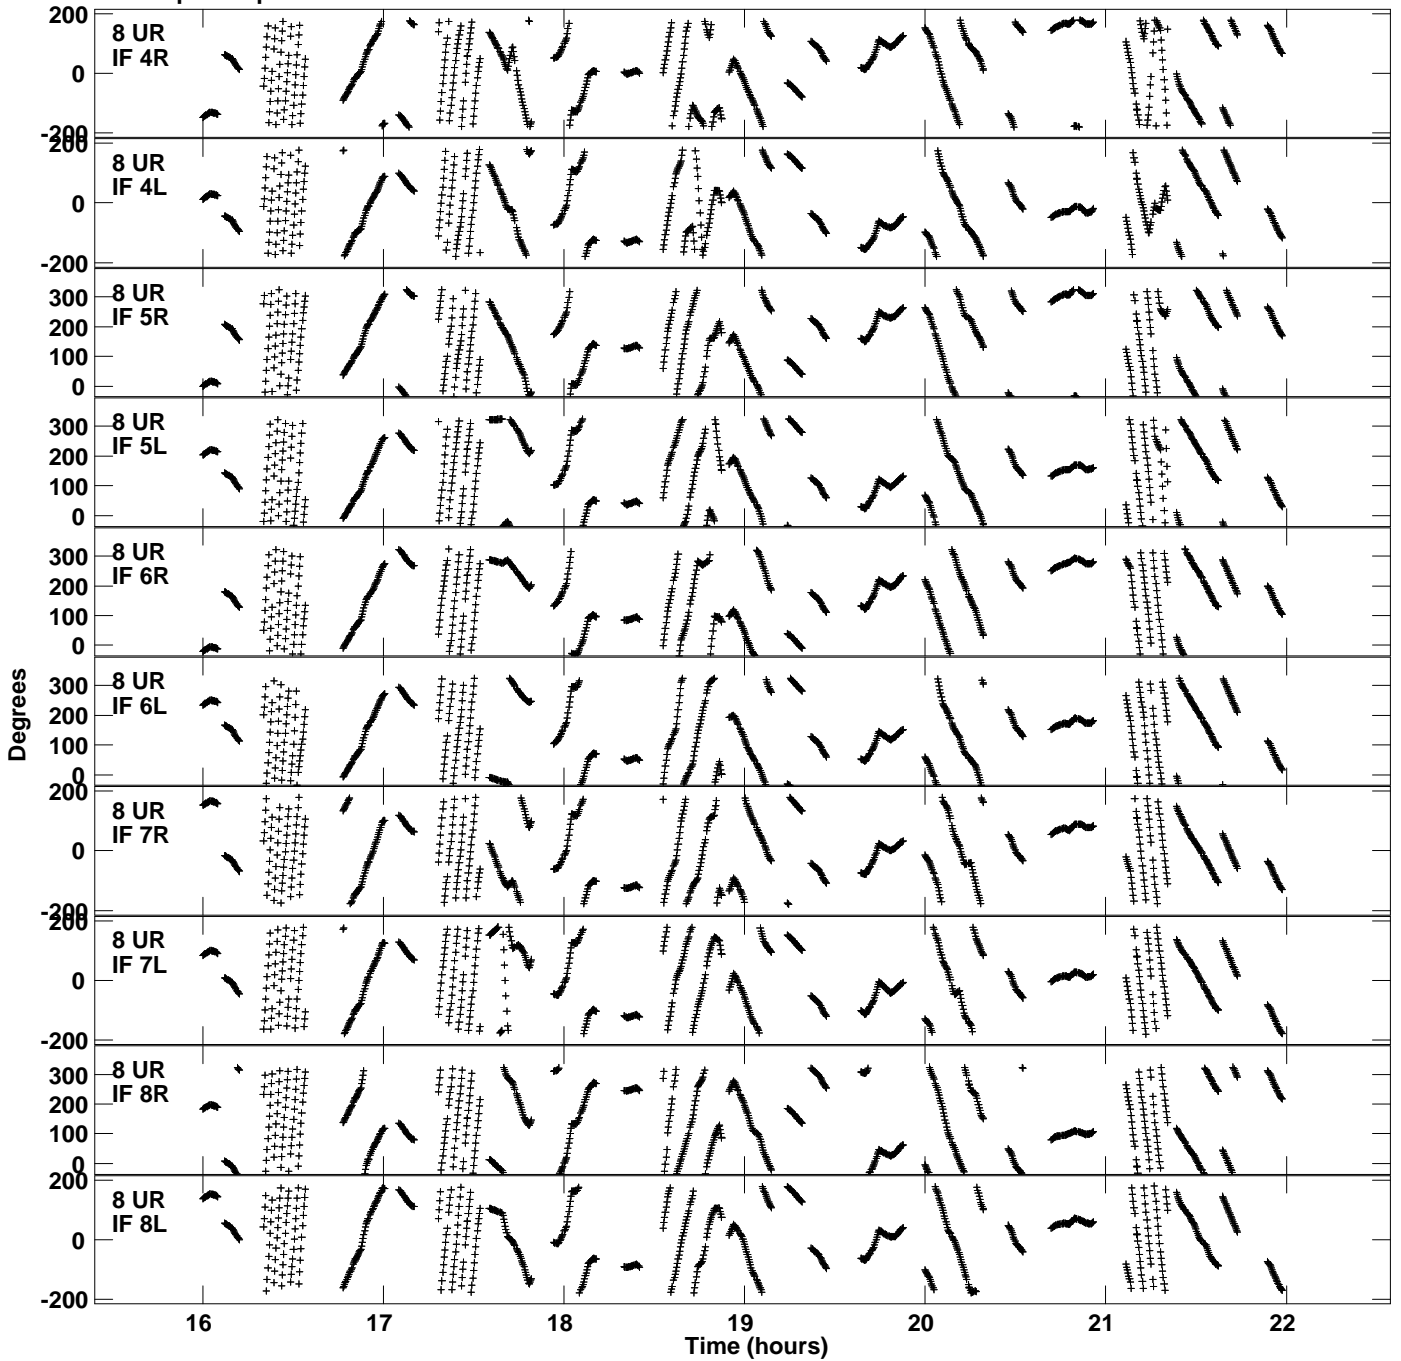 200
8 UR
IF 4R
0
-200
200
8 UR
IF 4L
0
-200
8 UR
IF 5R
300
200
100
0
8 UR
IF 5L
300
200
100
0
8 UR
IF 6R
300
200
100
0
8 UR
IF 6L
300
200
100
0
Degrees
200
8 UR
IF 7R
0
-200
200
8 UR
IF 7L
0
-200
8 UR
IF 8R
300
200
100
0
200
8 UR
IF 8L
0
-200
16 17 18 19 20 21 22
Time (hours)